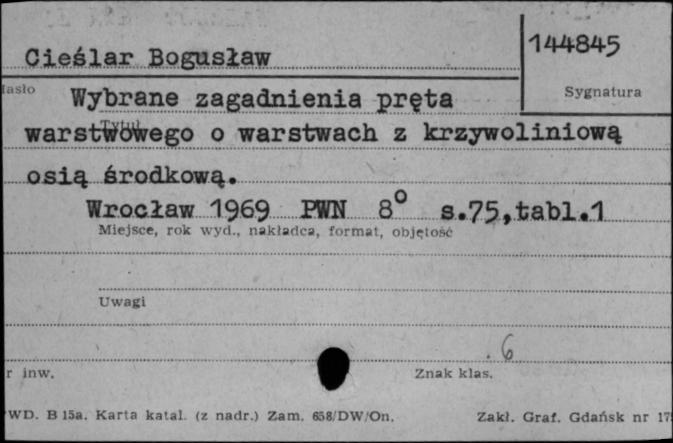 Cieślar Bogusław
144845
Sygnatura
Wybrane zagadnienia pręta
Tytuł
warstwowego o warstwach z krzywoliniową
osią środkową.
Wrocław 1969 PWN 8° s.75,tabl.1
Miejsce, rok wyd., nakładca, format, objętość
Uwagi
. 6
r inw.
Znak klas.
WD. B 15a. Karta katal. (z nadr.) Zam. 658/DW/On.
Zakł. Graf. Gdańsk nr 17